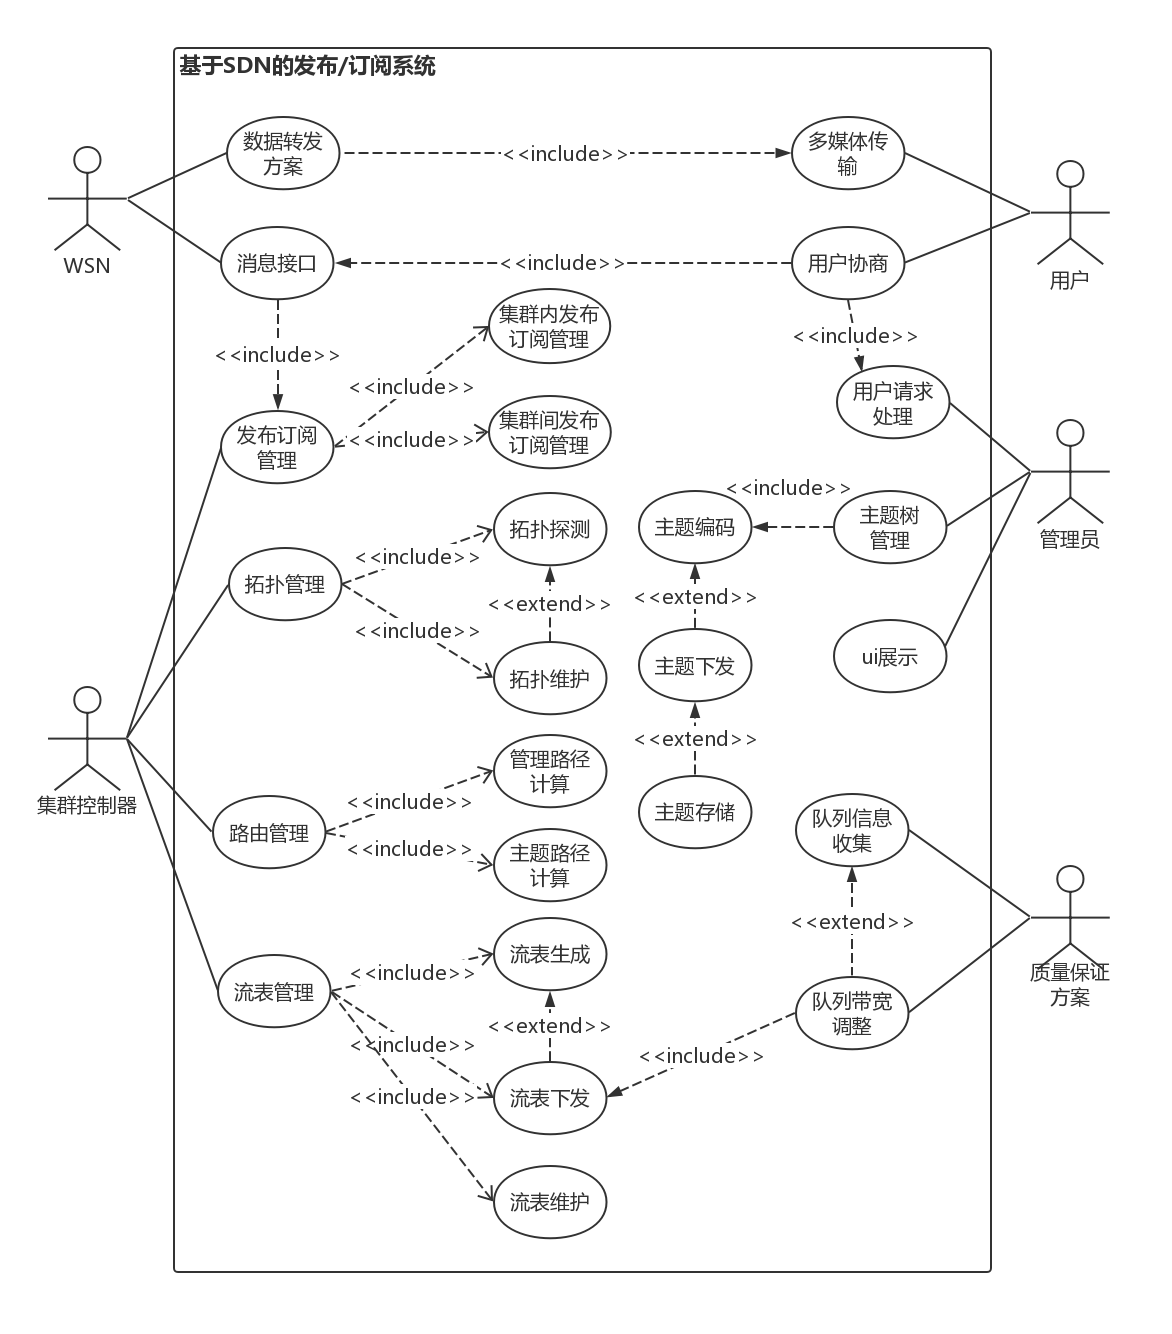 基于SDN的发布/订阅系统
数据转发
方案
<<include>>
多媒体传
输
WSN
用户
消息接口
<<include>>
用户协商
集群内发布
订阅管理
<<include>>
<<include>>
<<include>>
用户请求
处理
集群间发布
订阅管理
<<include>>
发布订阅
管理
<<include>>
主题编码
主题树
管理
管理员
拓扑探测
<<include>>
拓扑管理
<<extend>>
<<extend>>
<<include>>
拓扑维护
主题下发
ui展示
<<extend>>
管理路径
计算
集群控制器
<<include>>
主题存储
队列信息
收集
路由管理
<<include>>
主题路径
计算
<<extend>>
流表生成
<<include>>
流表管理
质量保证
方案
队列带宽
调整
<<extend>>
<<include>>
<<include>>
<<include>>
流表下发
流表维护